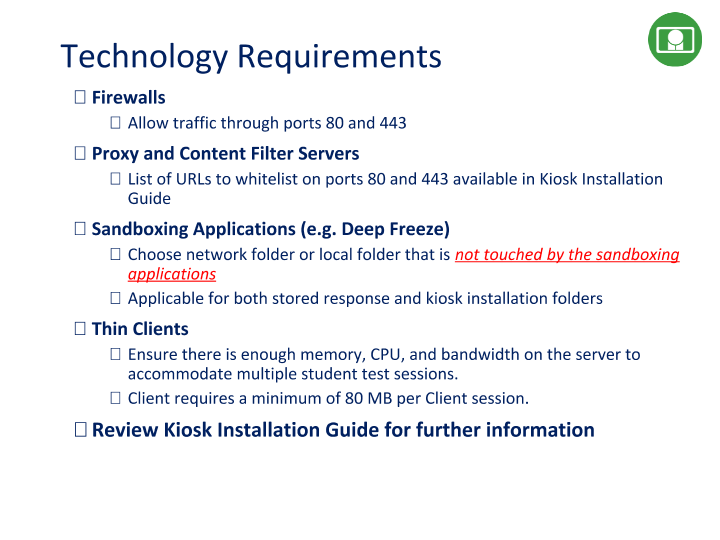 Technology Requirements
Firewalls
Allow traffic through ports 80 and 443
Proxy and Content Filter Servers
List of URLs to whitelist on ports 80 and 443 available in Kiosk Installation
Guide
Sandboxing Applications (e.g. Deep Freeze)
Choose network folder or local folder that is not touched by the sandboxing
applications
Applicable for both stored response and kiosk installation folders
Thin Clients
Ensure there is enough memory, CPU, and bandwidth on the server to
accommodate multiple student test sessions.
Client requires a minimum of 80 MB per Client session.
Review Kiosk Installation Guide for further information